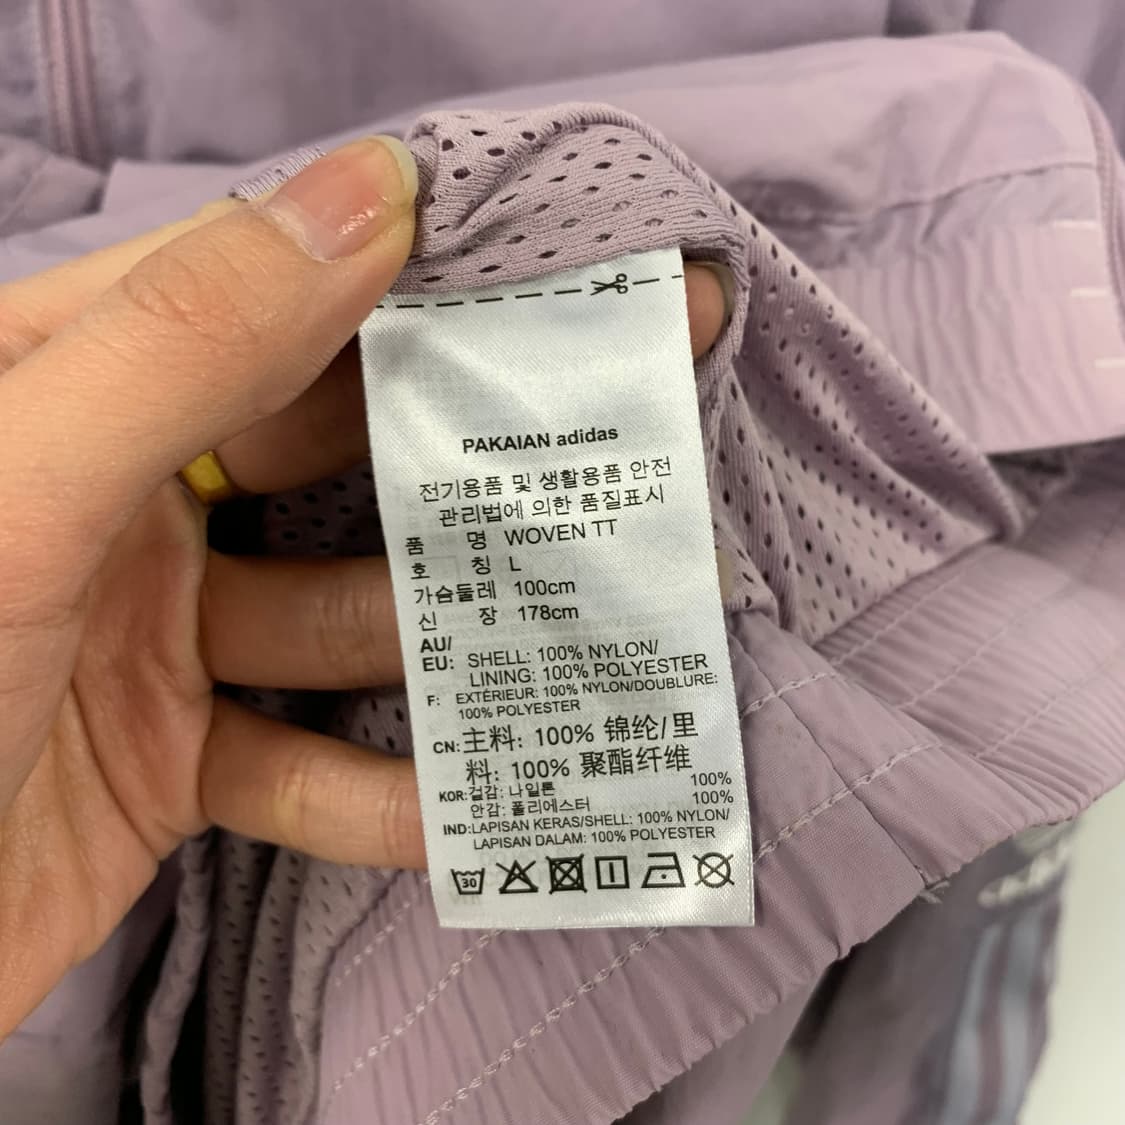 PAKAIAN adidas
전기용품 및 생활용품 안전
관리법에 의한 품질표시
품 명 WOVEN TT
호 칭 L
가슴둘레 100cm
신 장 178cm
AU/
EU: SHELL: 100% NYLON/
LINING: 100% POLYESTER
F: EXTÉRIEUR: 100% NYLON/DOUBLURE:
100% POLYESTER
CN: 主料: 100% 锦纶/里
料: 100% 聚酯纤维
KOR: 겉감: 나일론 100%
안감: 폴리에스터 100%
IND: LAPISAN KERAS/SHELL: 100% NYLON/
LAPISAN DALAM: 100% POLYESTER
30